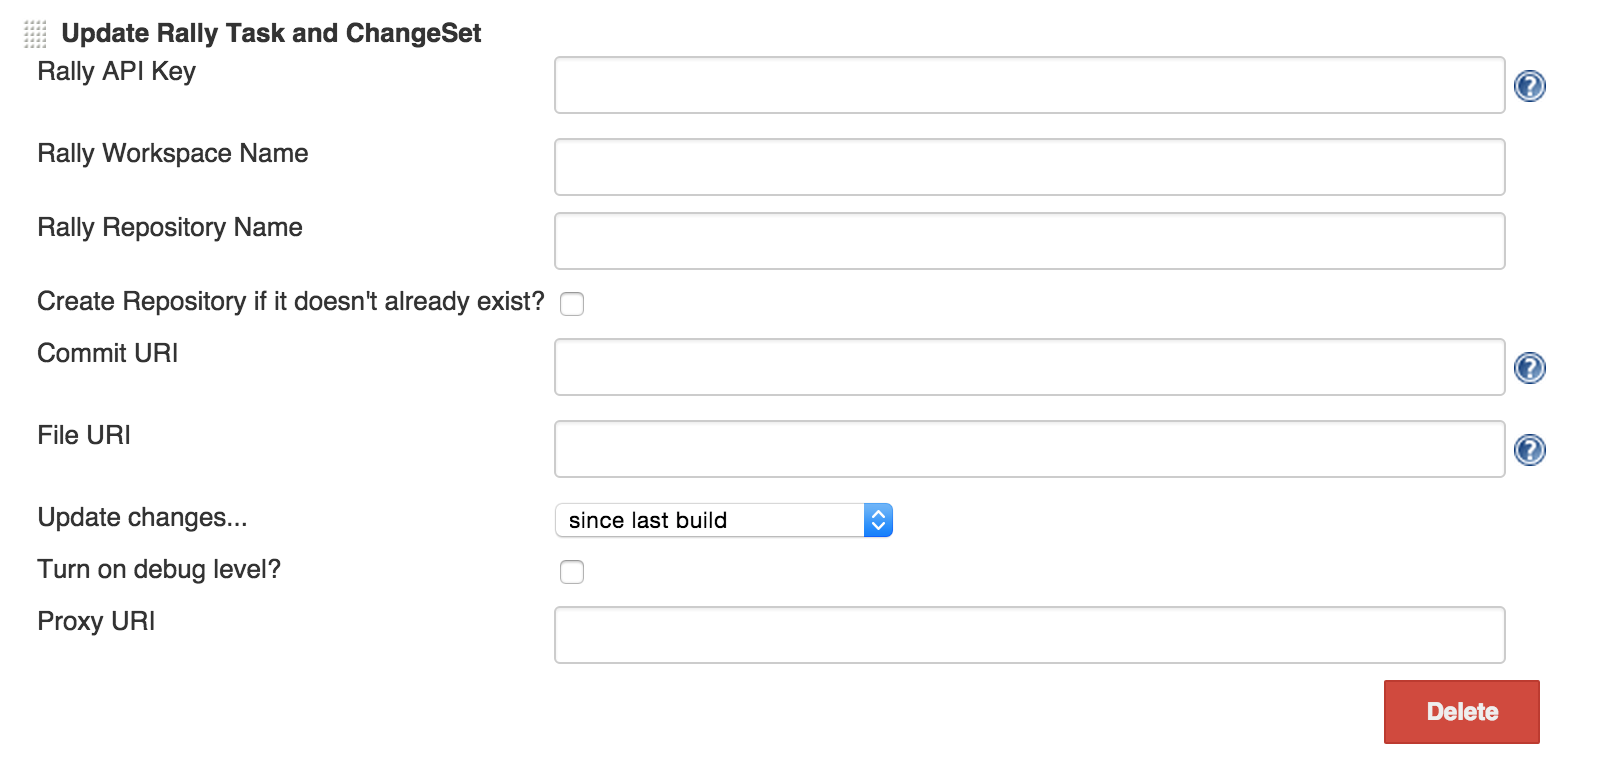 Update Rally Task and ChangeSet
Rally API Key
?
Rally Workspace Name
Rally Repository Name
Create Repository if it doesn't already exist?
Commit URI
?
File URI
?
Update changes...
since last build
Turn on debug level?
Proxy URI
Delete